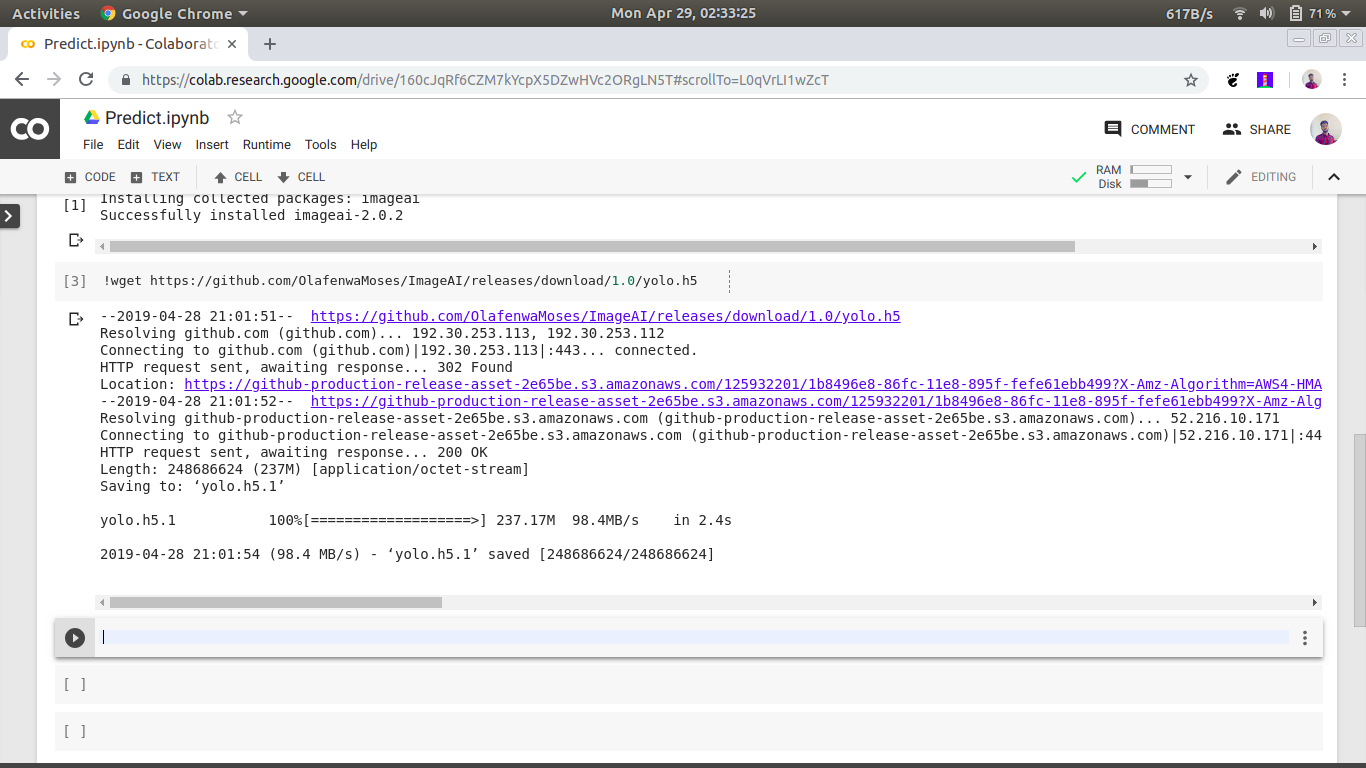 Activities Google Chrome Mon Apr 29, 02:33:25 617B/s 71%
Predict.ipynb - Colaborato
https://colab.research.google.com/drive/160cJqRf6CZM7kYcpX5DZwHVc2ORgLN5T#scrollTo=L0qVrLI1wZcT
CO Predict.ipynb
File Edit View Insert Runtime Tools Help
COMMENT SHARE
CODE TEXT CELL CELL
RAM
Disk
EDITING
Installing collected packages: imageai
[1]
Successfully installed imageai-2.0.2
[3] !wget https://github.com/OlafenwaMoses/ImageAI/releases/download/1.0/yolo.h5
--2019-04-28 21:01:51-- https://github.com/OlafenwaMoses/ImageAI/releases/download/1.0/yolo.h5
Resolving github.com (github.com)... 192.30.253.113, 192.30.253.112
Connecting to github.com (github.com)|192.30.253.113|:443... connected.
HTTP request sent, awaiting response... 302 Found
Location: https://github-production-release-asset-2e65be.s3.amazonaws.com/125932201/1b8496e8-86fc-11e8-895f-fefe61ebb499?X-Amz-Algorithm=AWS4-HMA
--2019-04-28 21:01:52-- https://github-production-release-asset-2e65be.s3.amazonaws.com/125932201/1b8496e8-86fc-11e8-895f-fefe61ebb499?X-Amz-Alg
Resolving github-production-release-asset-2e65be.s3.amazonaws.com (github-production-release-asset-2e65be.s3.amazonaws.com)... 52.216.10.171
Connecting to github-production-release-asset-2e65be.s3.amazonaws.com (github-production-release-asset-2e65be.s3.amazonaws.com)|52.216.10.171|:44
HTTP request sent, awaiting response... 200 OK
Length: 248686624 (237M) [application/octet-stream]
Saving to: ‘yolo.h5.1’
yolo.h5.1 100%[===================>] 237.17M 98.4MB/s in 2.4s
2019-04-28 21:01:54 (98.4 MB/s) - ‘yolo.h5.1’ saved [248686624/248686624]
[ ]
[ ]